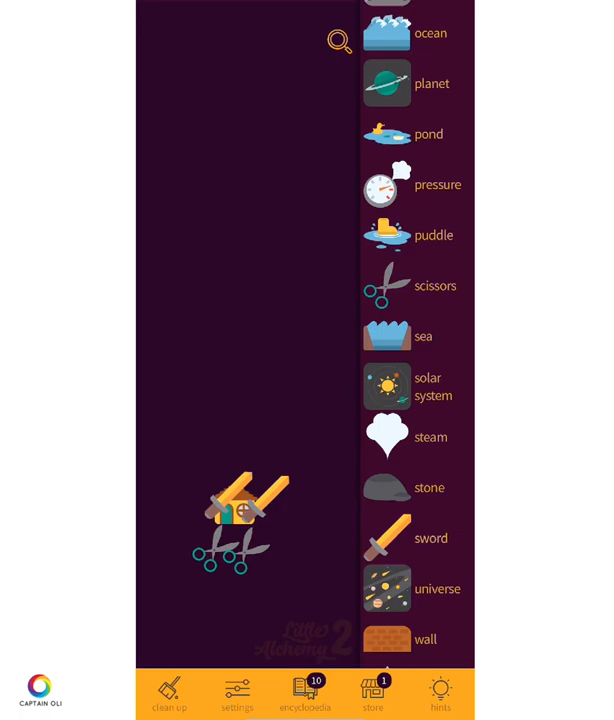 ocean
planet
pond
pressure
puddle
scissors
sea
solar
system
steam
stone
sword
universe
wall
Little
Alchemy 2
10
1
clean up
settings
encyclopedia
store
hints
CAPTAIN OLI